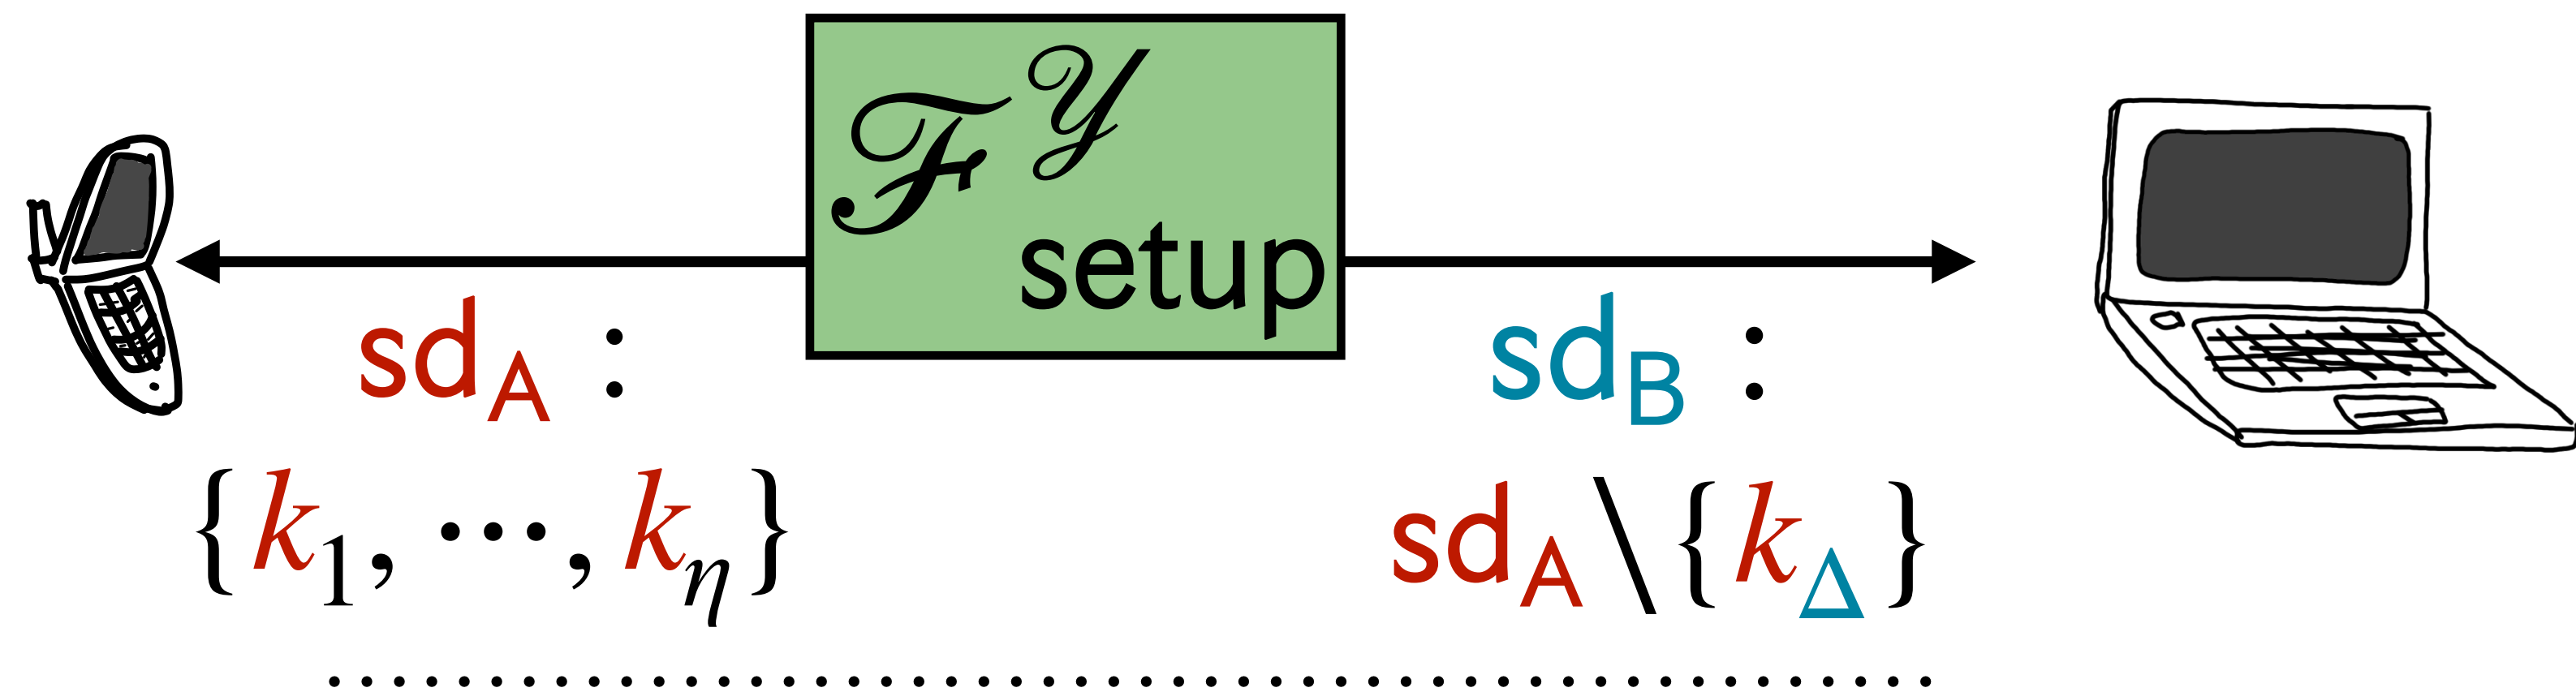 ℱ^𝒴 setup
sd_A : sd_B :
{k_1, ⋯, k_η} sd_A \ {k_Δ}